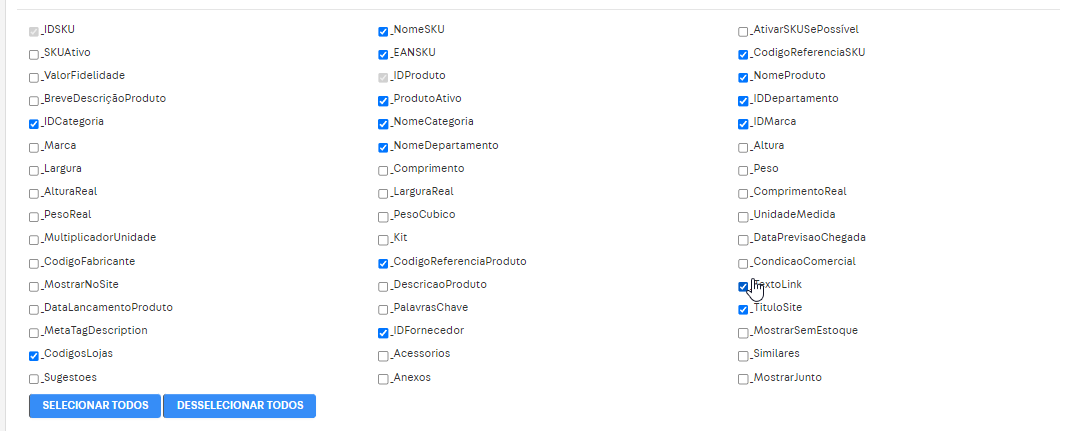 _IDSKU _NomeSKU _AtivarSKUSePossível
_SKUAtivo _EANSKU _CodigoReferenciaSKU
_ValorFidelidade _IDProduto _NomeProduto
_BreveDescriçãoProduto _ProdutoAtivo _IDDepartamento
_IDCategoria _NomeCategoria _IDMarca
_Marca _NomeDepartamento _Altura
_Largura _Comprimento _Peso
_AlturaReal _LarguraReal _ComprimentoReal
_PesoReal _PesoCubico _UnidadeMedida
_MultiplicadorUnidade _Kit _DataPrevisaoChegada
_CodigoFabricante _CodigoReferenciaProduto _CondicaoComercial
_MostrarNoSite _DescricaoProduto _TextoLink
_DataLancamentoProduto _PalavrasChave _TituloSite
_MetaTagDescription _IDFornecedor _MostrarSemEstoque
_CodigosLojas _Acessorios _Similares
_Sugestoes _Anexos _MostrarJunto
SELECIONAR TODOS DESSELECIONAR TODOS